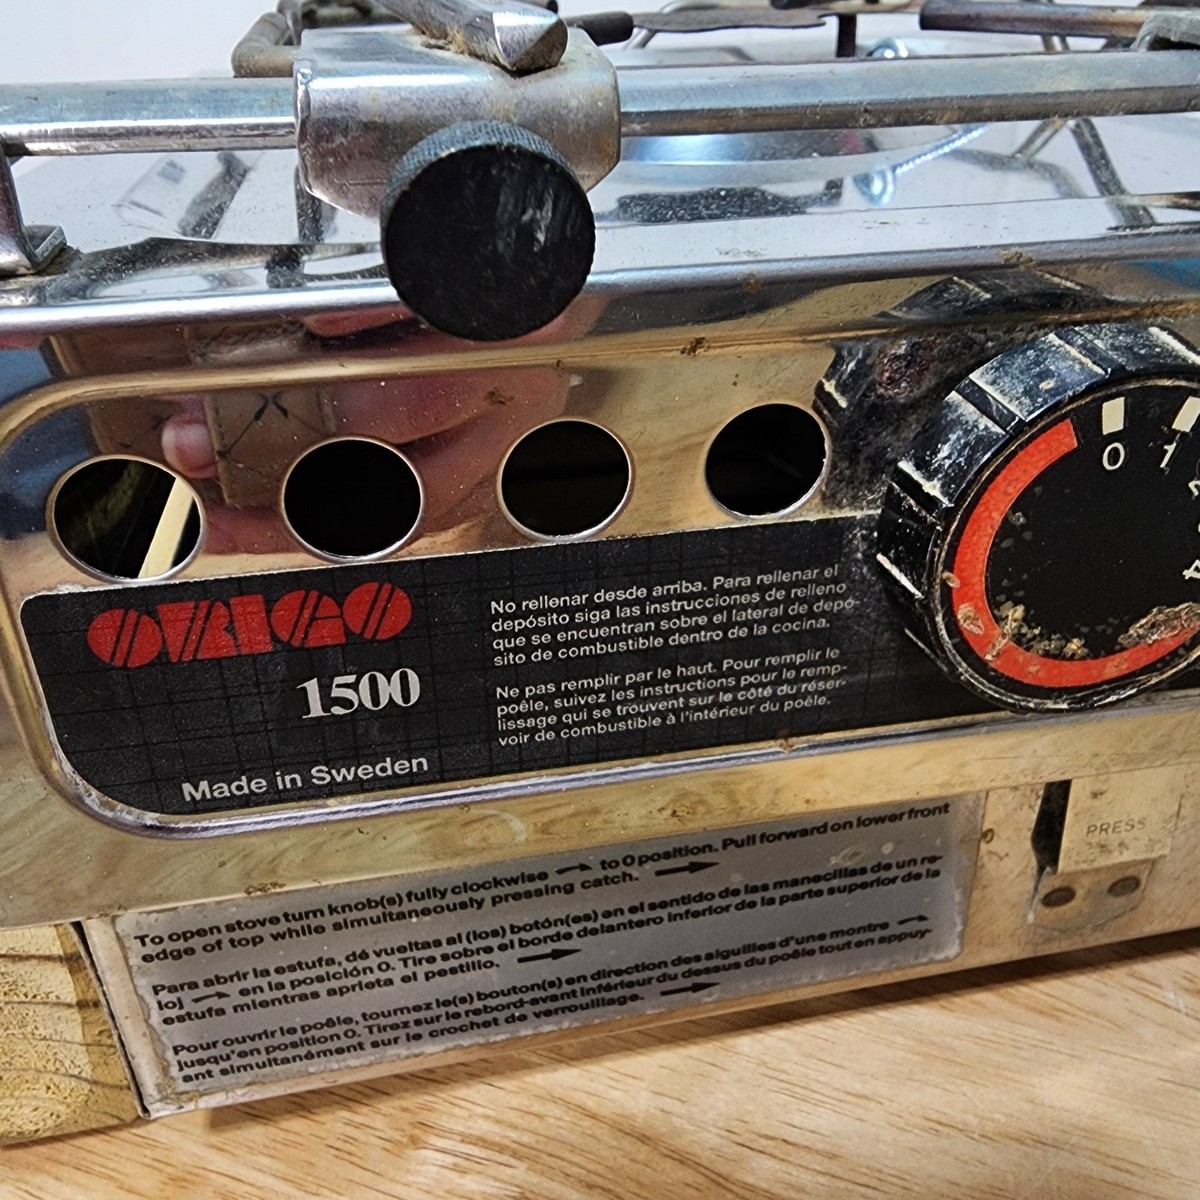 0 1 2
4
ORIGO
1500
Made in Sweden
No rellenar desde arriba. Para rellenar el
depósito siga las instrucciones de relleno
que se encuentran sobre el lateral de depó-
sito de combustible dentro de la cocina.
Ne pas remplir par le haut. Pour remplir le
poêle, suivez les instructions pour le remp-
lissage qui se trouvent sur le côté du réser-
voir de combustible à l'intérieur du poêle.
PRESS
To open stove turn knob(s) fully clockwise → to 0 position. Pull forward on lower front
edge of top while simultaneously pressing catch. →
Para abrir la estufa, dé vueltas al (los) botón(es) en el sentido de las manecillas de un re-
loj → en la posición 0. Tire sobre el borde delantero inferior de la parte superior de la
estufa mientras aprieta el pestillo. →
Pour ouvrir le poêle, tournez le(s) bouton(s) en direction des aiguilles d'une montre →
jusqu'en position 0. Tirez sur le rebord-avant inférieur du dessus du poêle tout en appuy-
ant simultanément sur le crochet de verrouillage. →